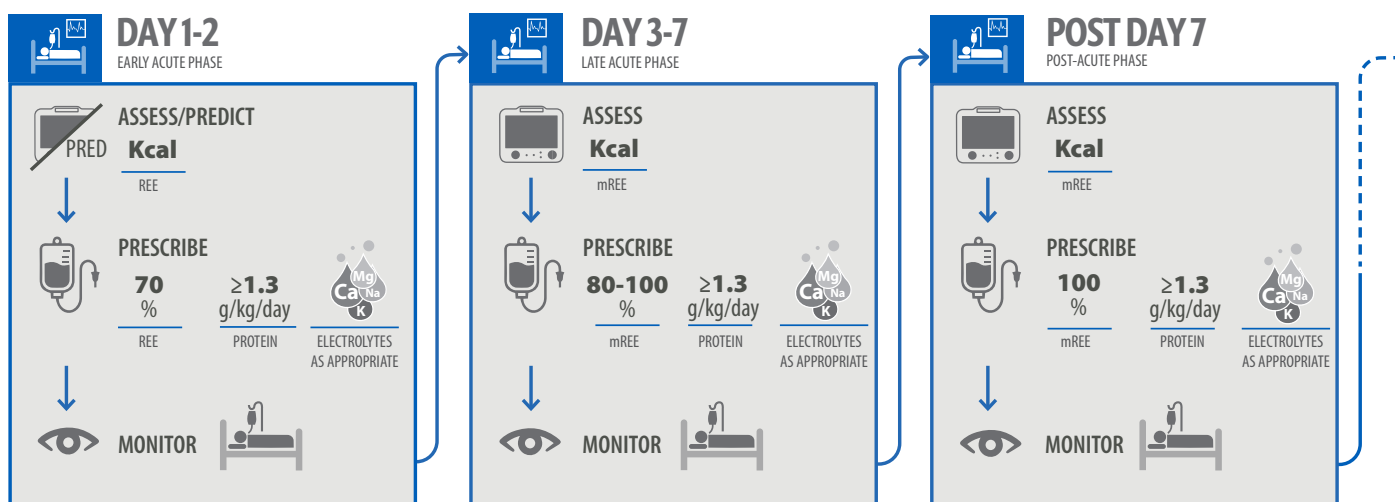 DAY 1-2
EARLY ACUTE PHASE
ASSESS/PREDICT
PRED
Kcal
REE
PRESCRIBE
70
%
REE
≥1.3
g/kg/day
PROTEIN
Mg
Ca
Na
K
ELECTROLYTES
AS APPROPRIATE
MONITOR
DAY 3-7
LATE ACUTE PHASE
ASSESS
Kcal
mREE
PRESCRIBE
80-100
%
mREE
≥1.3
g/kg/day
PROTEIN
Mg
Ca
Na
K
ELECTROLYTES
AS APPROPRIATE
MONITOR
POST DAY 7
POST-ACUTE PHASE
ASSESS
Kcal
mREE
PRESCRIBE
100
%
mREE
≥1.3
g/kg/day
PROTEIN
Mg
Ca
Na
K
ELECTROLYTES
AS APPROPRIATE
MONITOR